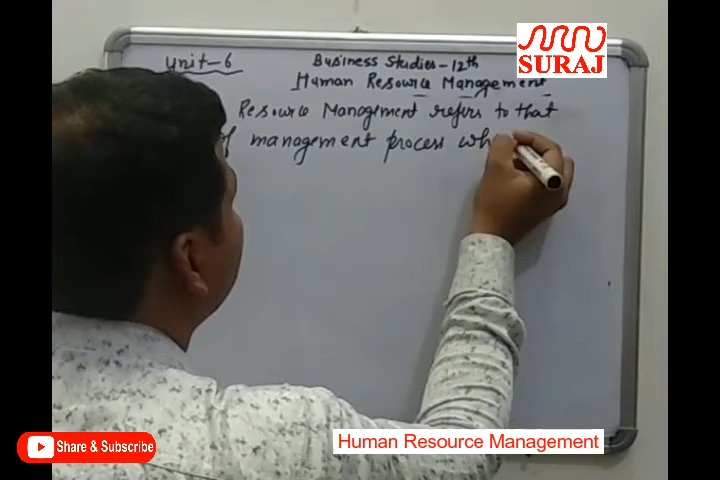 SURAJ
Unit-6
Business Studies-12th
Human Resource Management
Resource Management refers to that
of management process wh
Human Resource Management
Share & Subscribe